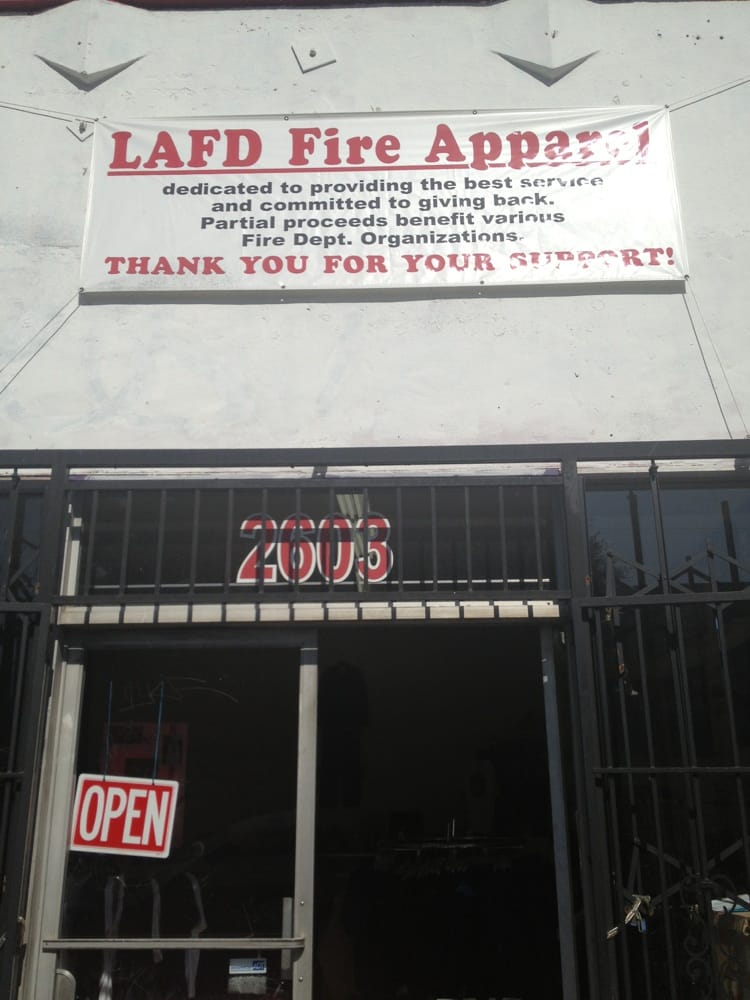 LAFD Fire Apparel
dedicated to providing the best service
and committed to giving back.
Partial proceeds benefit various
Fire Dept. Organizations.
THANK YOU FOR YOUR SUPPORT!
2603
OPEN